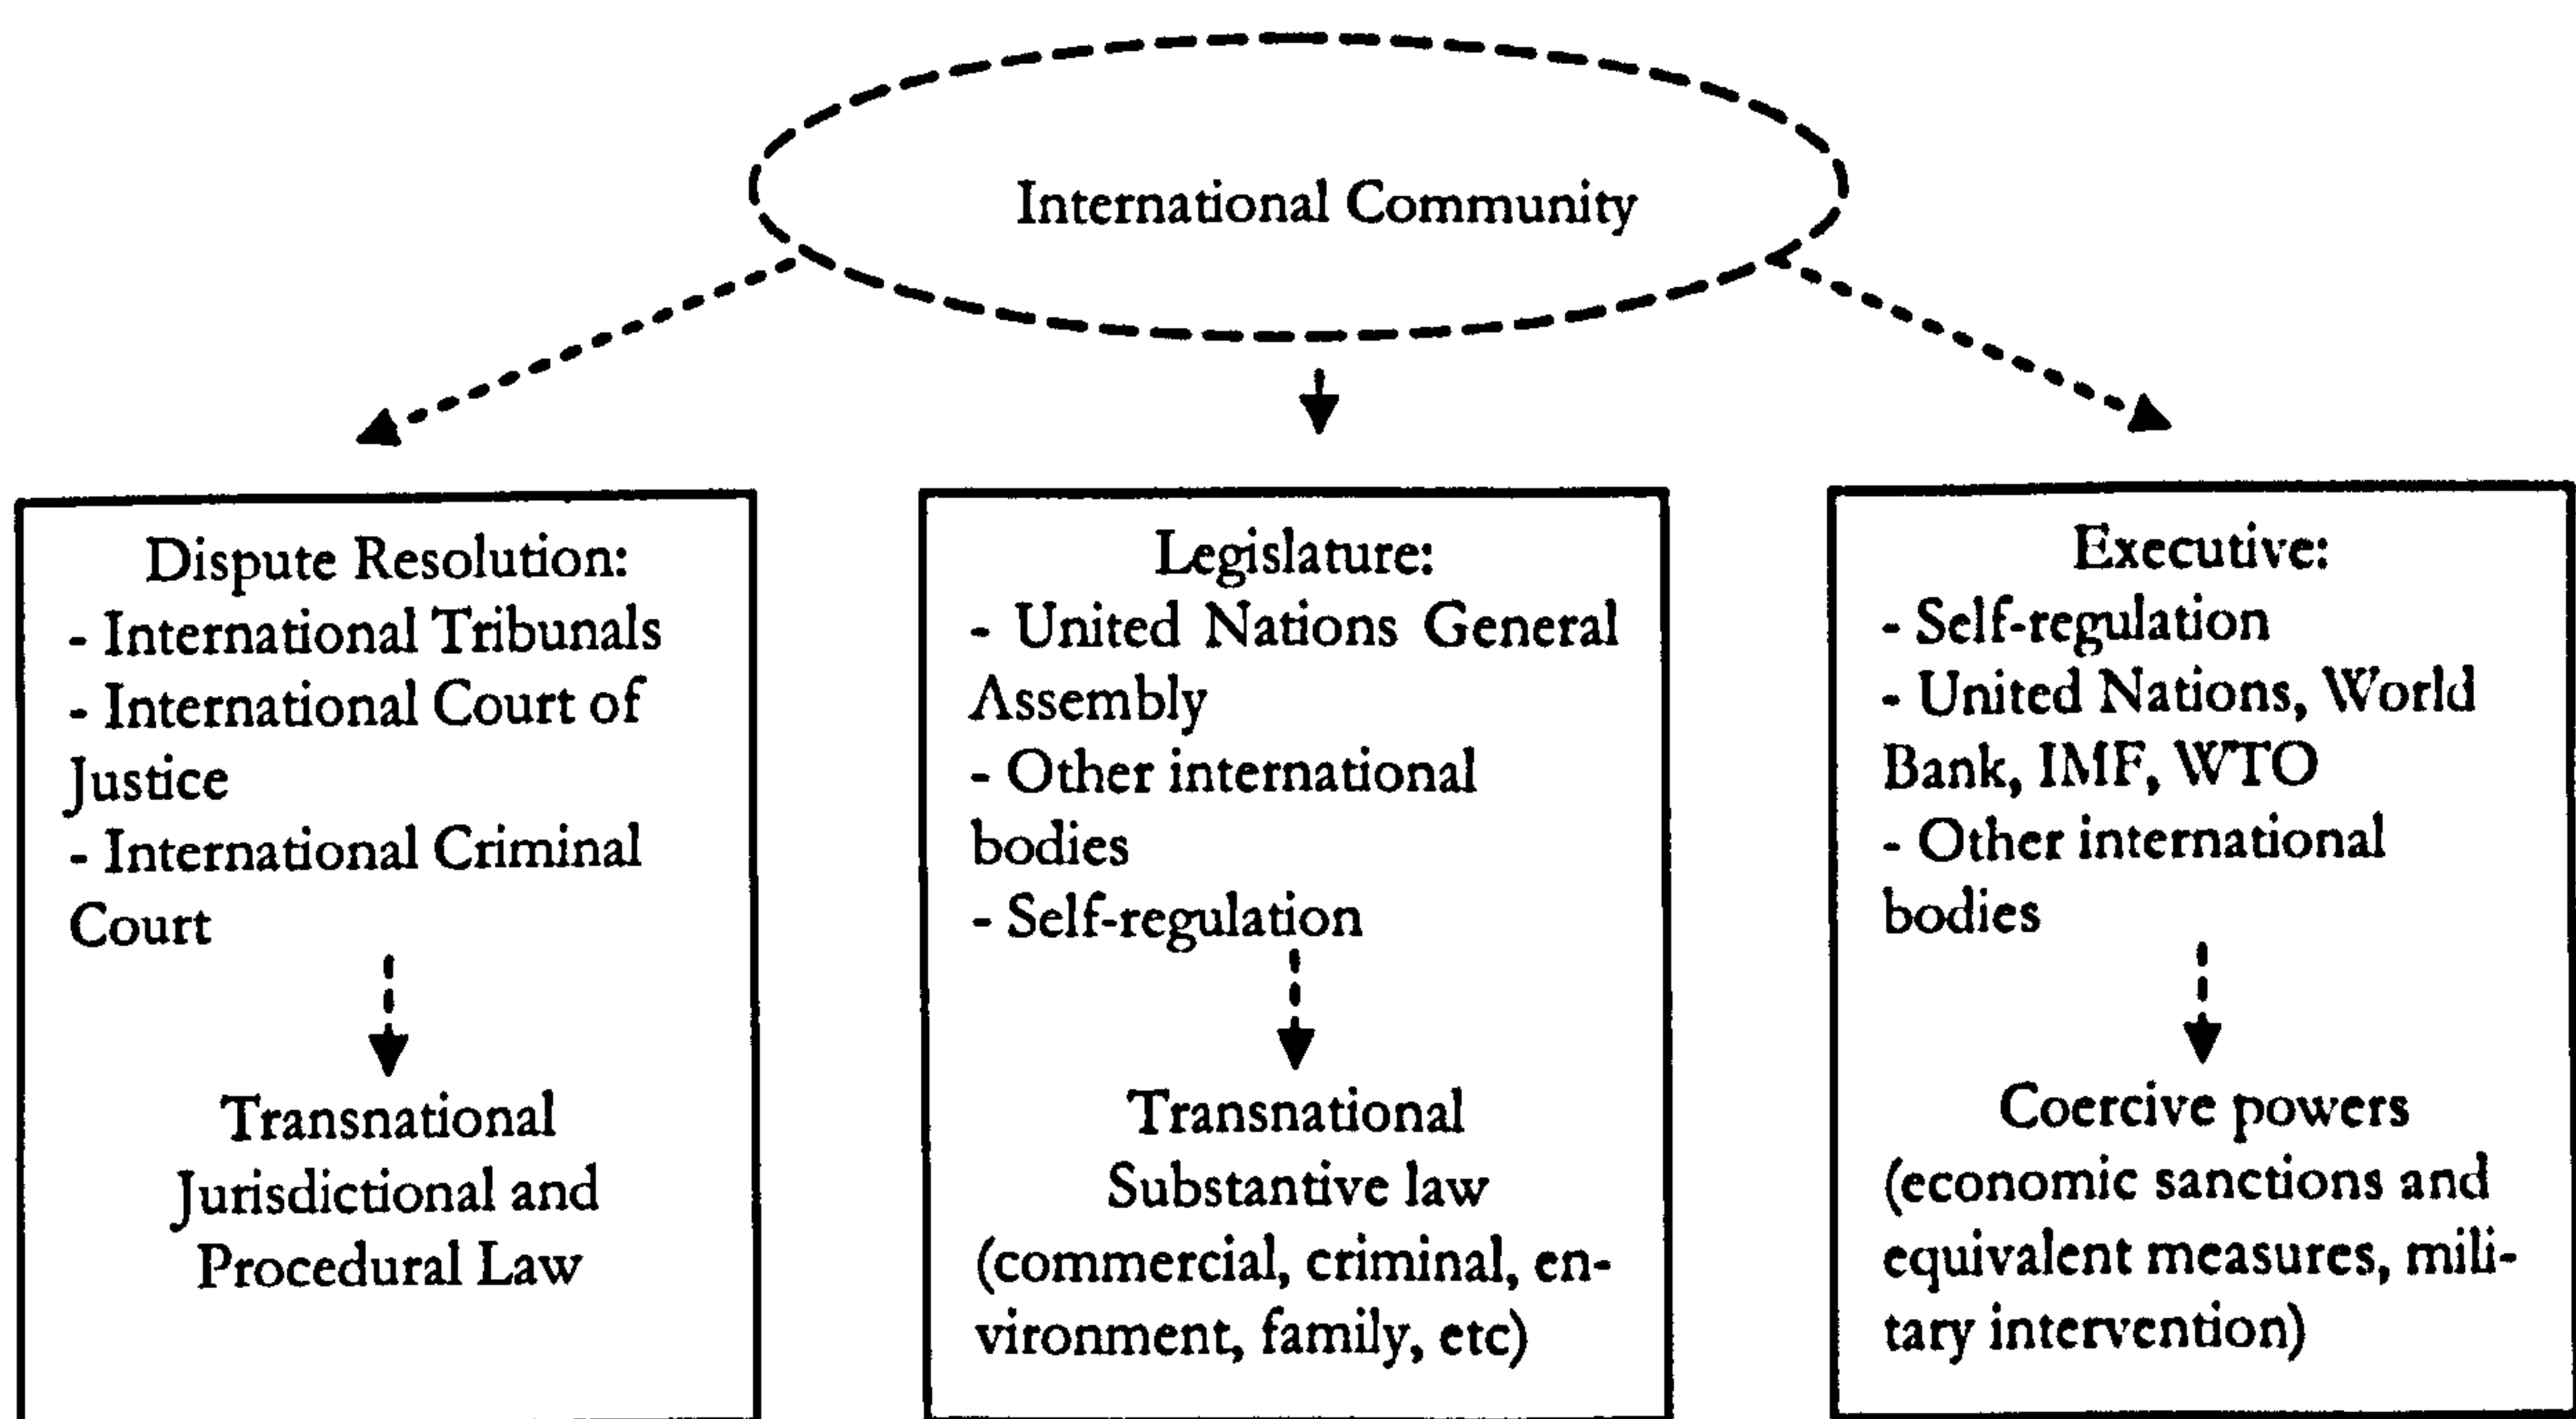 International Community
Dispute Resolution:
- International Tribunals
- International Court of
Justice
- International Criminal
Court
Transnational
Jurisdictional and
Procedural Law
Legislature:
- United Nations General
Assembly
- Other international
bodies
- Self-regulation
Transnational
Substantive law
(commercial, criminal, en-
vironment, family, etc)
Executive:
- Self-regulation
- United Nations, World
Bank, IMF, WTO
- Other international
bodies
Coercive powers
(economic sanctions and
equivalent measures, mili-
tary intervention)